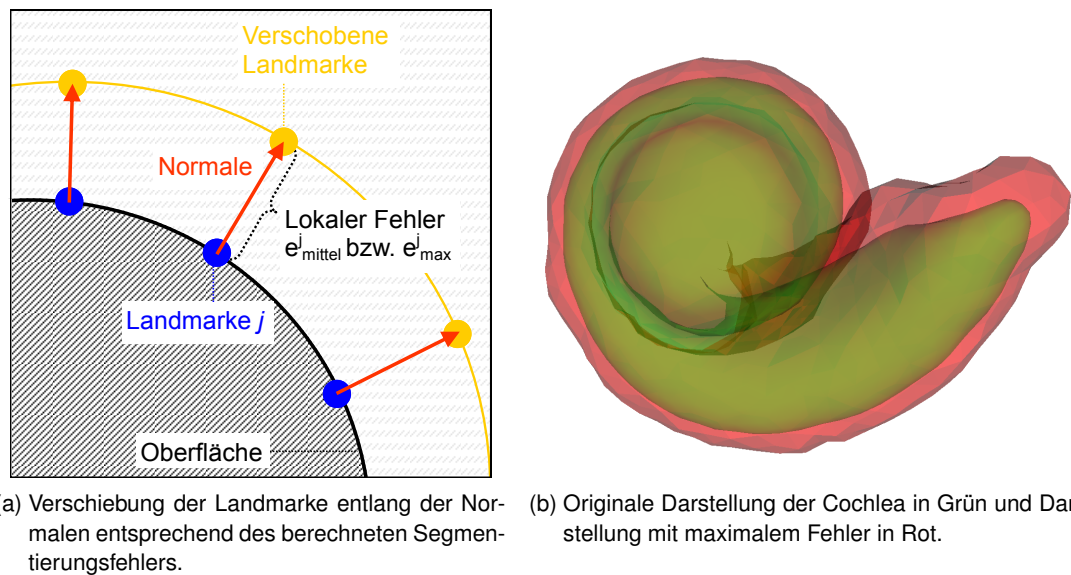 Verschobene
Landmarke
Normale
Lokaler Fehler
e^j_mittel bzw. e^j_max
Landmarke j
Oberfläche
a) Verschiebung der Landmarke entlang der Nor-
malen entsprechend des berechneten Segmen-
tierungsfehlers.
(b) Originale Darstellung der Cochlea in Grün und Dar
stellung mit maximalem Fehler in Rot.